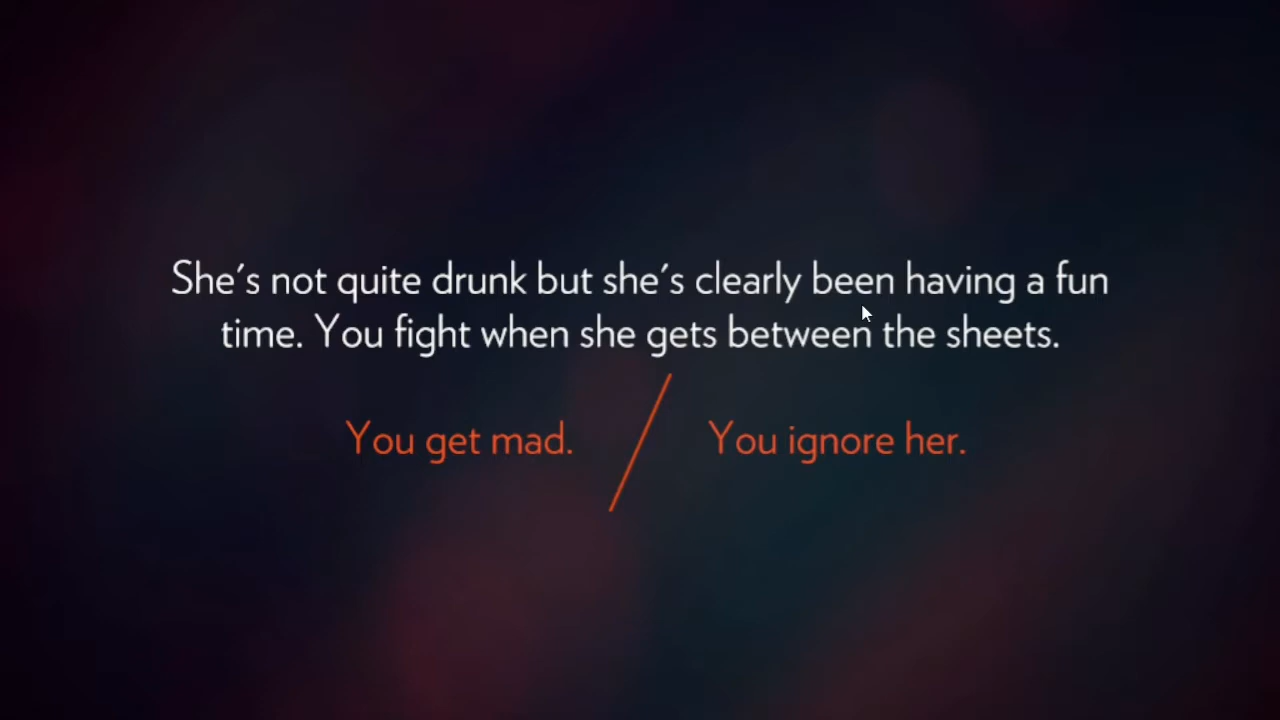 She's not quite drunk but she's clearly been having a fun
time. You fight when she gets between the sheets.
You get mad. / You ignore her.